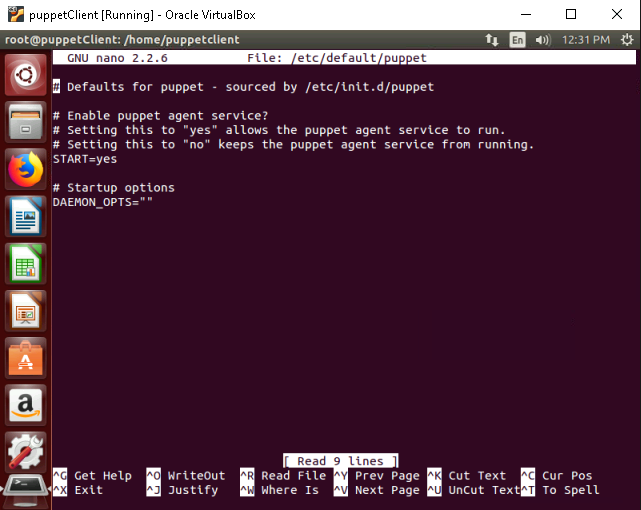 puppetClient [Running] - Oracle VirtualBox
root@puppetClient: /home/puppetclient En 12:31 PM
GNU nano 2.2.6 File: /etc/default/puppet
# Defaults for puppet - sourced by /etc/init.d/puppet
# Enable puppet agent service?
# Setting this to "yes" allows the puppet agent service to run.
# Setting this to "no" keeps the puppet agent service from running.
START=yes
# Startup options
DAEMON_OPTS=""
[ Read 9 lines ]
^G Get Help ^O WriteOut ^R Read File ^Y Prev Page ^K Cut Text ^C Cur Pos
^X Exit ^J Justify ^W Where Is ^V Next Page ^U UnCut Text ^T To Spell